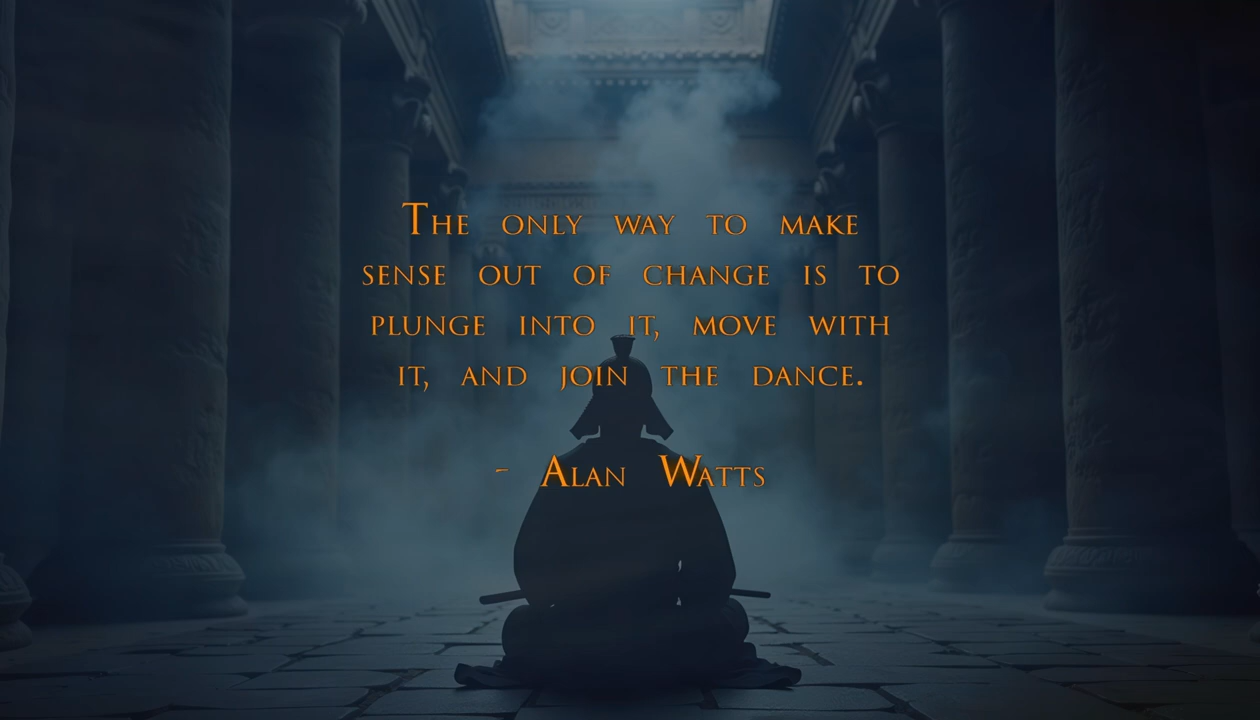 The only way to make
sense out of change is to
plunge into it, move with
it, and join the dance.
- Alan Watts